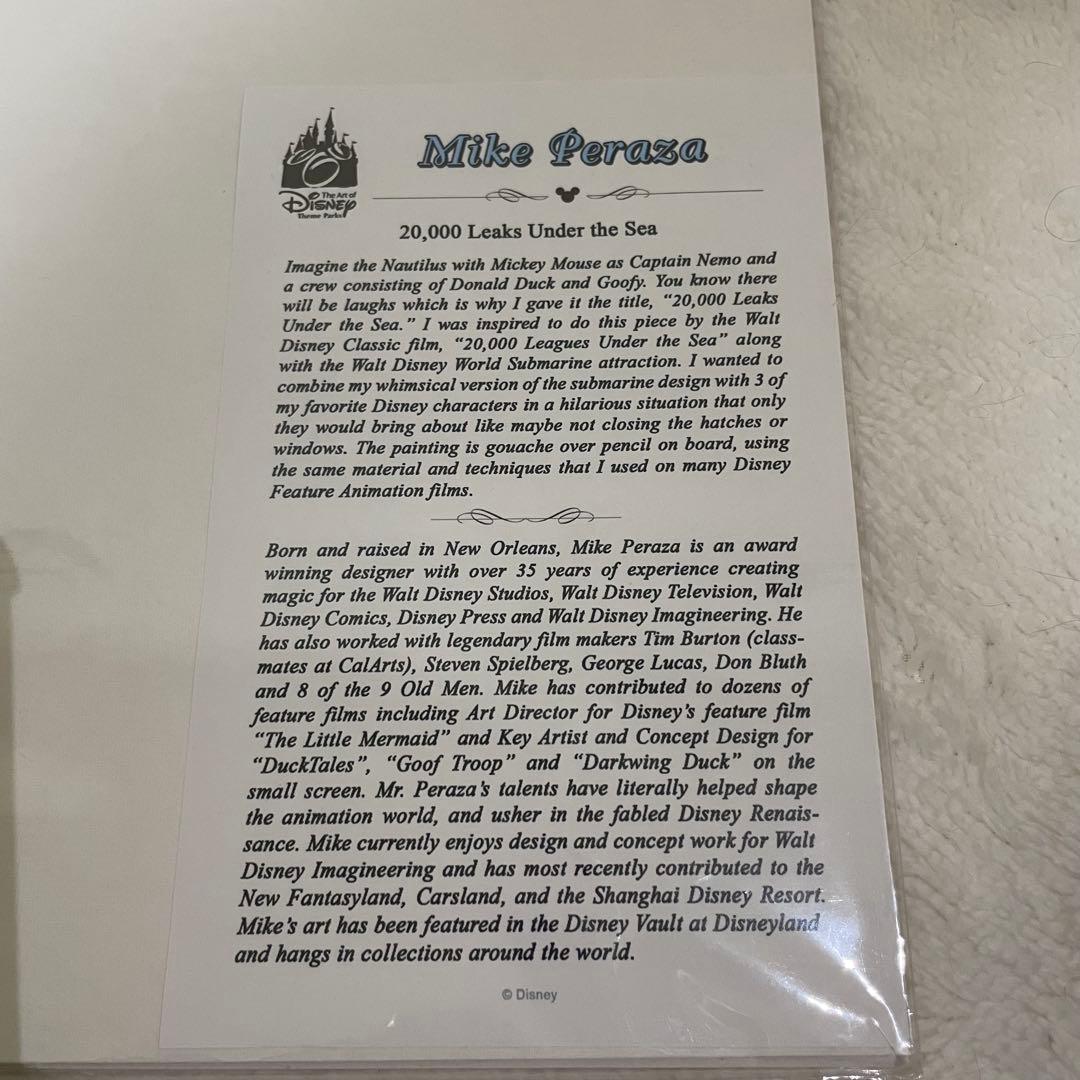 The Art of
Disney
Theme Parks
Mike Peraza
20,000 Leaks Under the Sea
Imagine the Nautilus with Mickey Mouse as Captain Nemo and
a crew consisting of Donald Duck and Goofy. You know there
will be laughs which is why I gave it the title, “20,000 Leaks
Under the Sea.” I was inspired to do this piece by the Walt
Disney Classic film, “20,000 Leagues Under the Sea” along
with the Walt Disney World Submarine attraction. I wanted to
combine my whimsical version of the submarine design with 3 of
my favorite Disney characters in a hilarious situation that only
they would bring about like maybe not closing the hatches or
windows. The painting is gouache over pencil on board, using
the same material and techniques that I used on many Disney
Feature Animation films.
Born and raised in New Orleans, Mike Peraza is an award
winning designer with over 35 years of experience creating
magic for the Walt Disney Studios, Walt Disney Television, Walt
Disney Comics, Disney Press and Walt Disney Imagineering. He
has also worked with legendary film makers Tim Burton (class-
mates at CalArts), Steven Spielberg, George Lucas, Don Bluth
and 8 of the 9 Old Men. Mike has contributed to dozens of
feature films including Art Director for Disney’s feature film
“The Little Mermaid” and Key Artist and Concept Design for
“DuckTales”, “Goof Troop” and “Darkwing Duck” on the
small screen. Mr. Peraza’s talents have literally helped shape
the animation world, and usher in the fabled Disney Renais-
sance. Mike currently enjoys design and concept work for Walt
Disney Imagineering and has most recently contributed to the
New Fantasyland, Carsland, and the Shanghai Disney Resort.
Mike’s art has been featured in the Disney Vault at Disneyland
and hangs in collections around the world.
© Disney